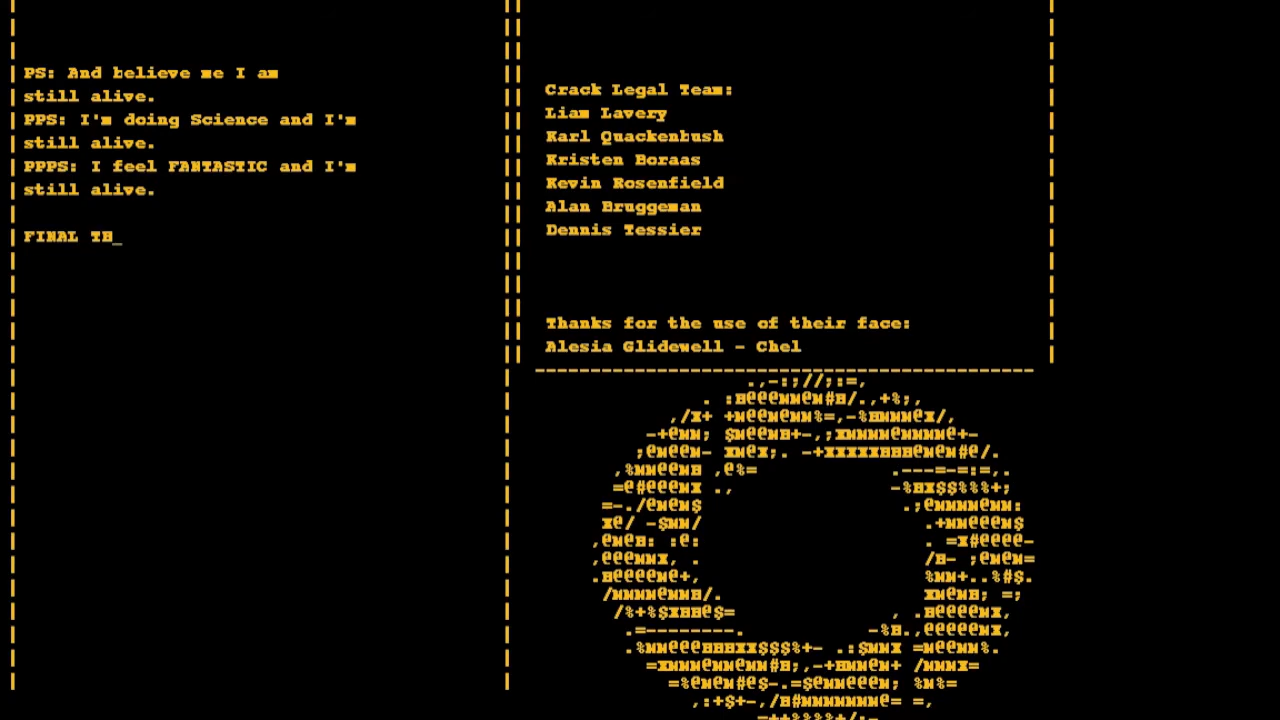 PS: And believe me I am
still alive.
PPS: I'm doing Science and I'm
still alive.
PPPS: I feel FANTASTIC and I'm
still alive.
FINAL TH_
Crack Legal Team:
Liam Lavery
Karl Quackenbush
Kristen Boraas
Kevin Rosenfield
Alan Bruggeman
Dennis Tessier
Thanks for the use of their face:
Alesia Glidewell - Chel